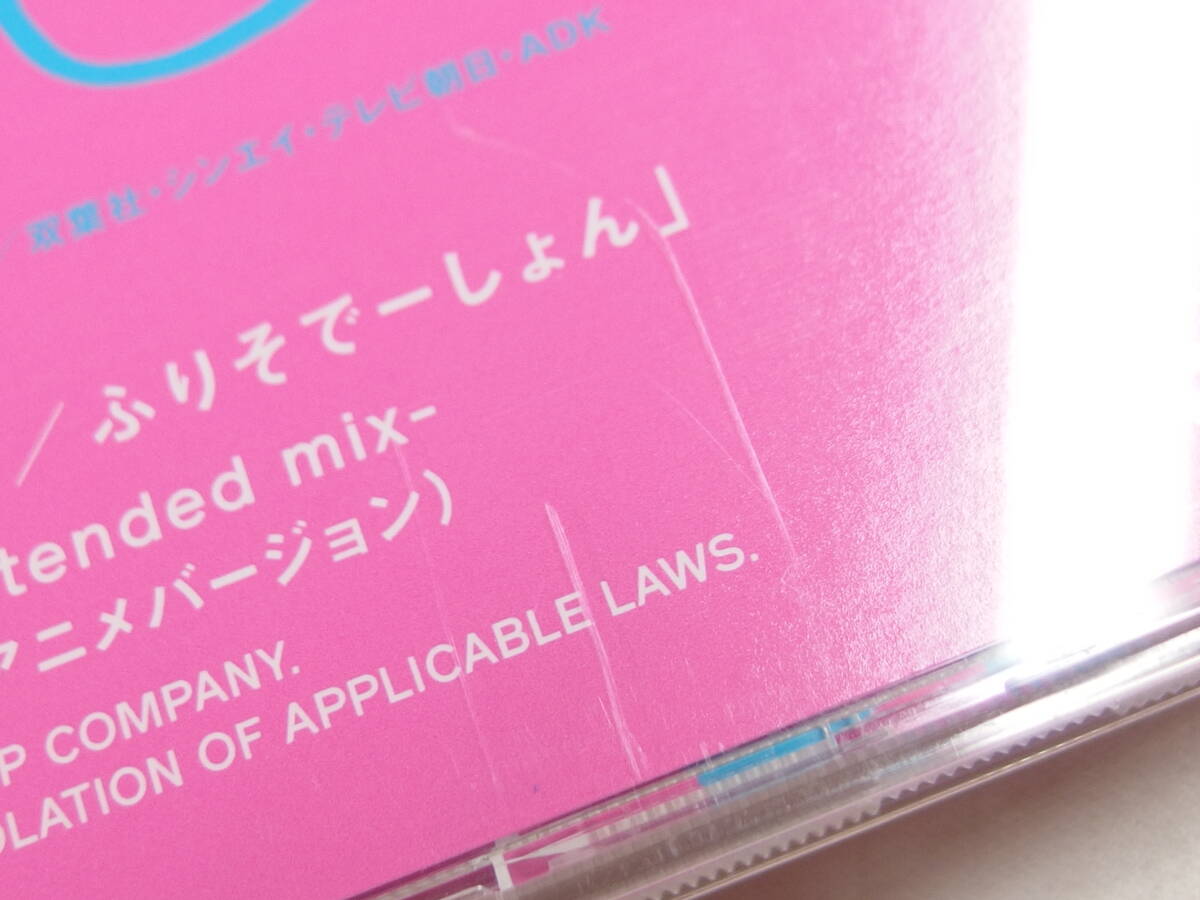 双葉社・シンエイ・テレビ朝日・ADK
／ふりそでーしょん」
tended mix-
アニメバージョン）
P COMPANY.
OLATION OF APPLICABLE LAWS.